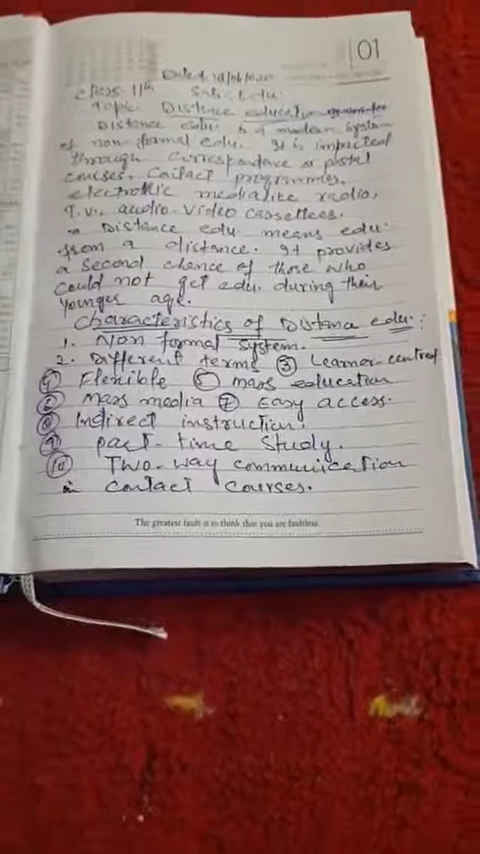 01
Dated
Class-11th Sub:- Edu:
Topic Distance education
Distance edu: is a modern system
of non-formal edu. It is imparted
through correspondence or postal
courses. Contact programmes,
electronic media like radio,
T.V. audio-video cassettees.
Distance edu means edu.
from a distance. It provides
a second chance of those who
could not get edu. during their
younger age.
Characteristics of Distance edu:
1. Non formal system.
2. Different terms ③ Learner-centred
④ Flexible ⑤ mass education
⑥ Mass media ⑦ Easy access.
⑧ Indirect instruction.
⑨ part-time study.
⑩ Two-way communication
in contact courses.
The greatest fault is to think that you are faultless.